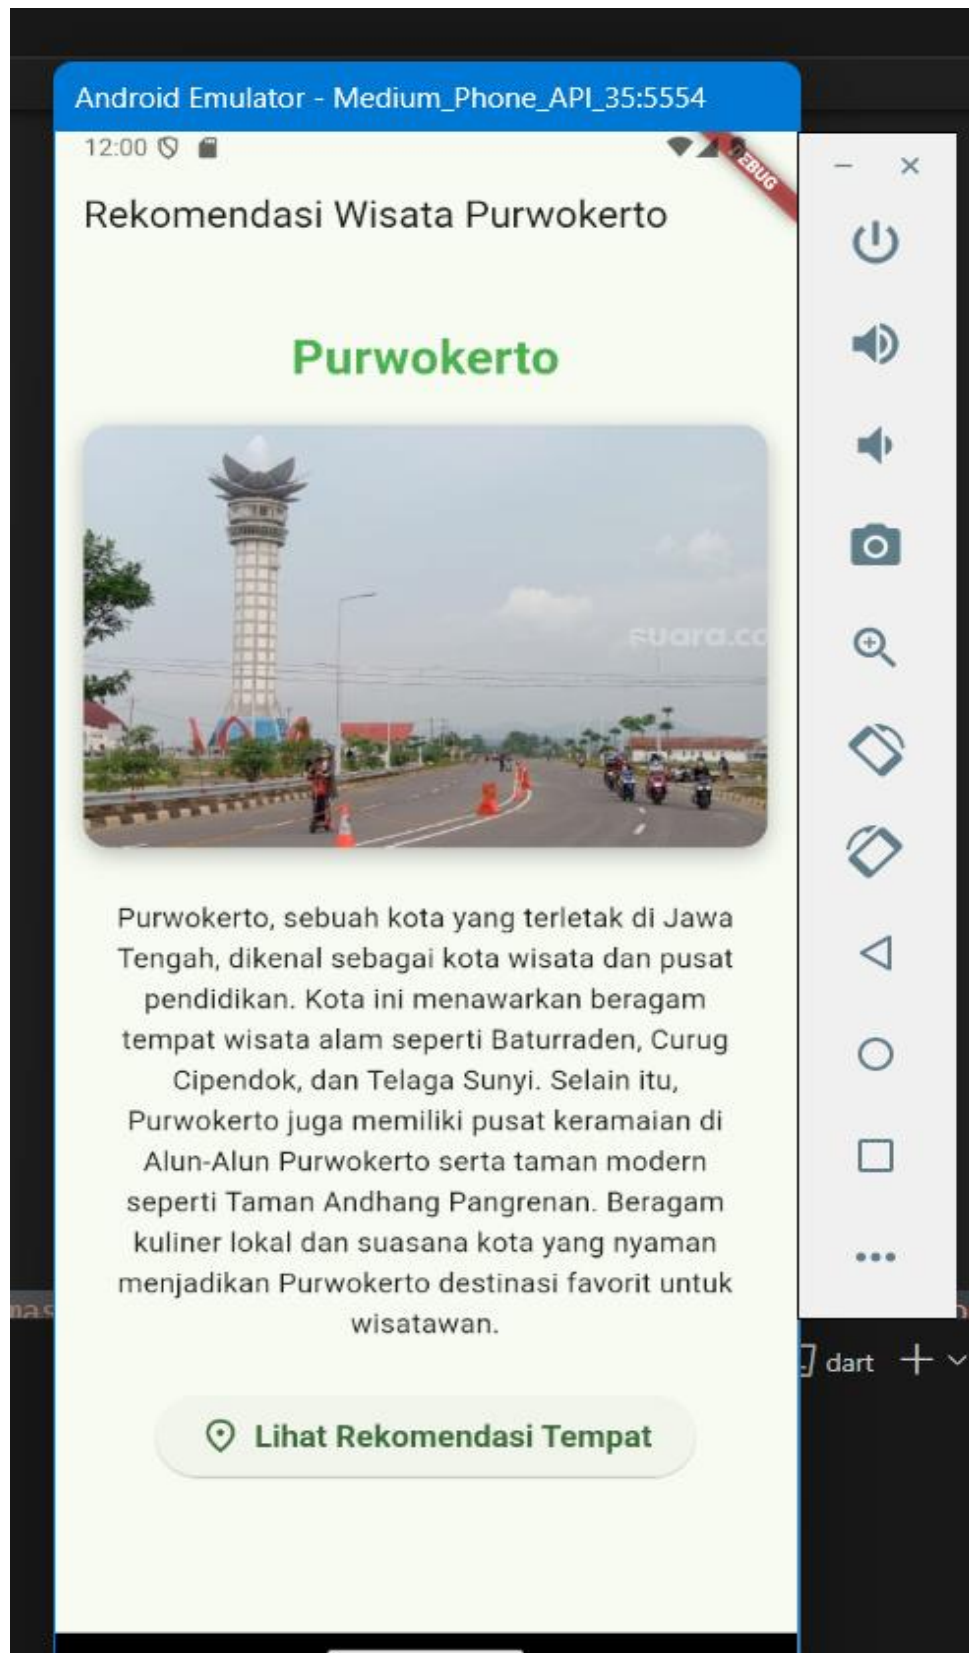 Android Emulator - Medium_Phone_API_35:5554
12:00
DEBUG
Rekomendasi Wisata Purwokerto
Purwokerto
suara.co
Purwokerto, sebuah kota yang terletak di Jawa
Tengah, dikenal sebagai kota wisata dan pusat
pendidikan. Kota ini menawarkan beragam
tempat wisata alam seperti Baturraden, Curug
Cipendok, dan Telaga Sunyi. Selain itu,
Purwokerto juga memiliki pusat keramaian di
Alun-Alun Purwokerto serta taman modern
seperti Taman Andhang Pangrenan. Beragam
kuliner lokal dan suasana kota yang nyaman
menjadikan Purwokerto destinasi favorit untuk
wisatawan.
dart
Lihat Rekomendasi Tempat